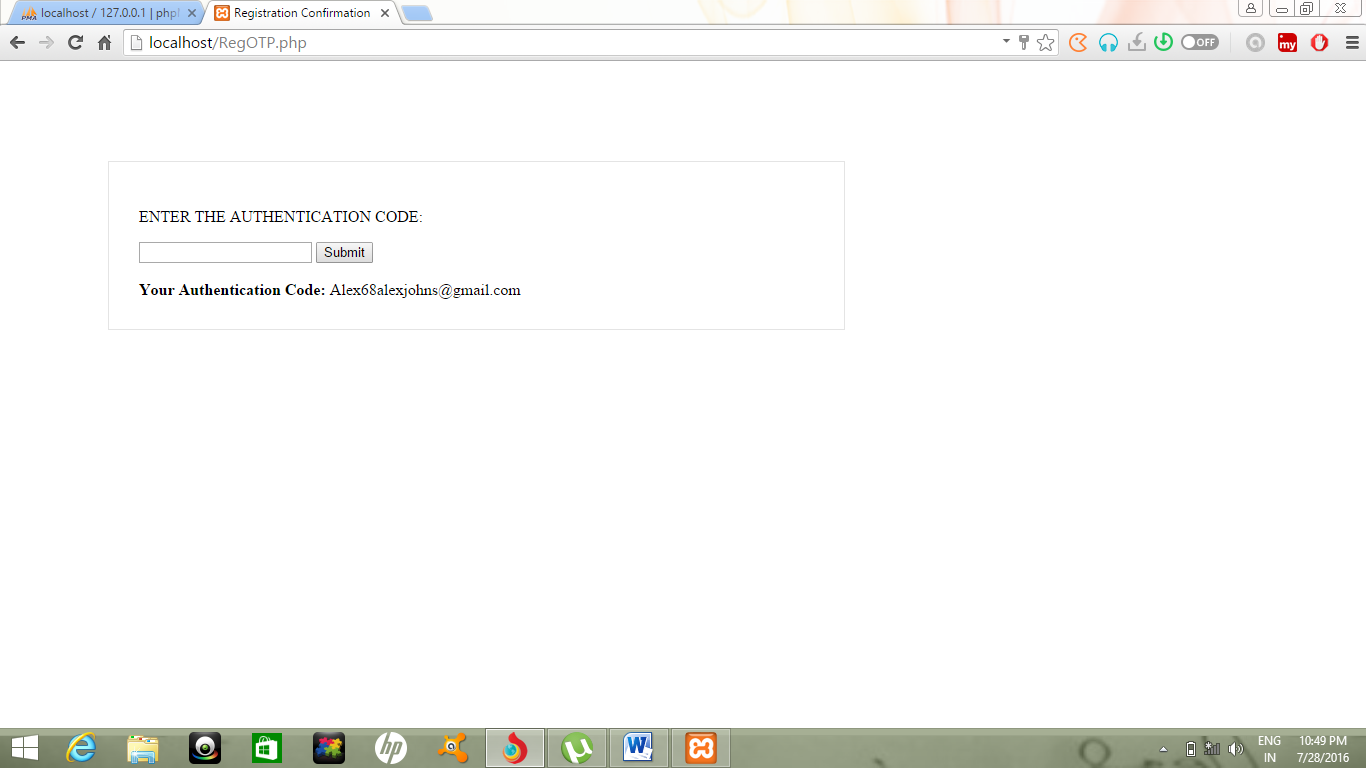 localhost / 127.0.0.1 | php
Registration Confirmation
localhost/RegOTP.php
OFF
my
ENTER THE AUTHENTICATION CODE:
Submit
Your Authentication Code: Alex68alexjohns@gmail.com
ENG 10:49 PM
IN 7/28/2016